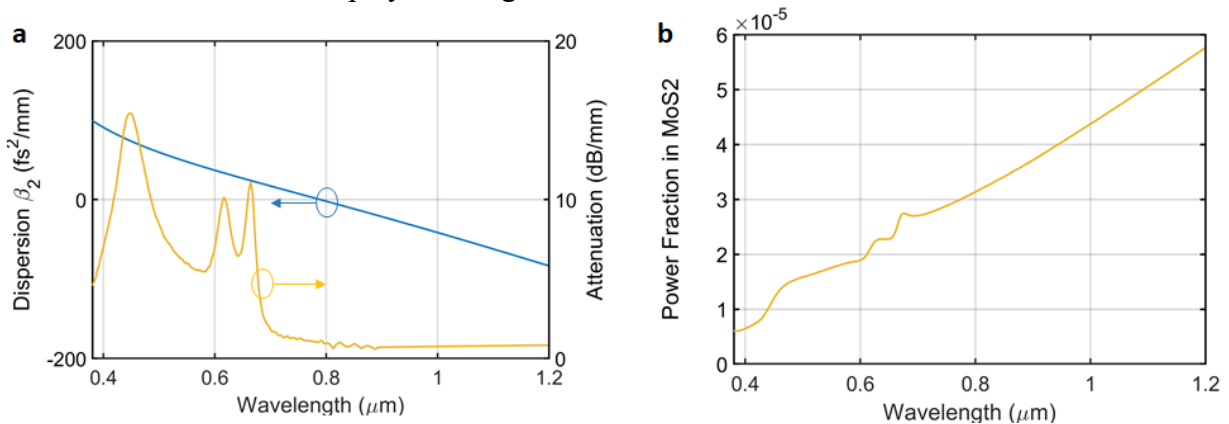 a
200
100
0
-100
-200
Dispersion β2 (fs2/mm)
20
10
0
Attenuation (dB/mm)
0.4 0.6 0.8 1 1.2
Wavelength (μm)
b
×10-5
6
5
4
3
2
1
0
Power Fraction in MoS2
0.4 0.6 0.8 1 1.2
Wavelength (μm)